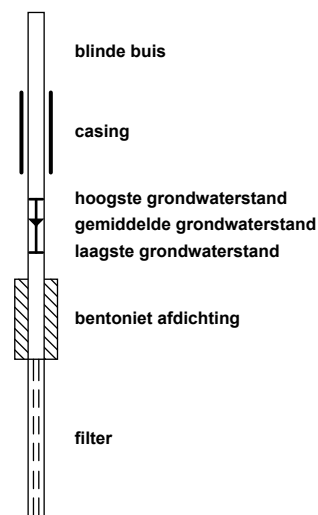 blinde buis
casing
hoogste grondwaterstand
gemiddelde grondwaterstand
laagste grondwaterstand
bentoniet afdichting
filter